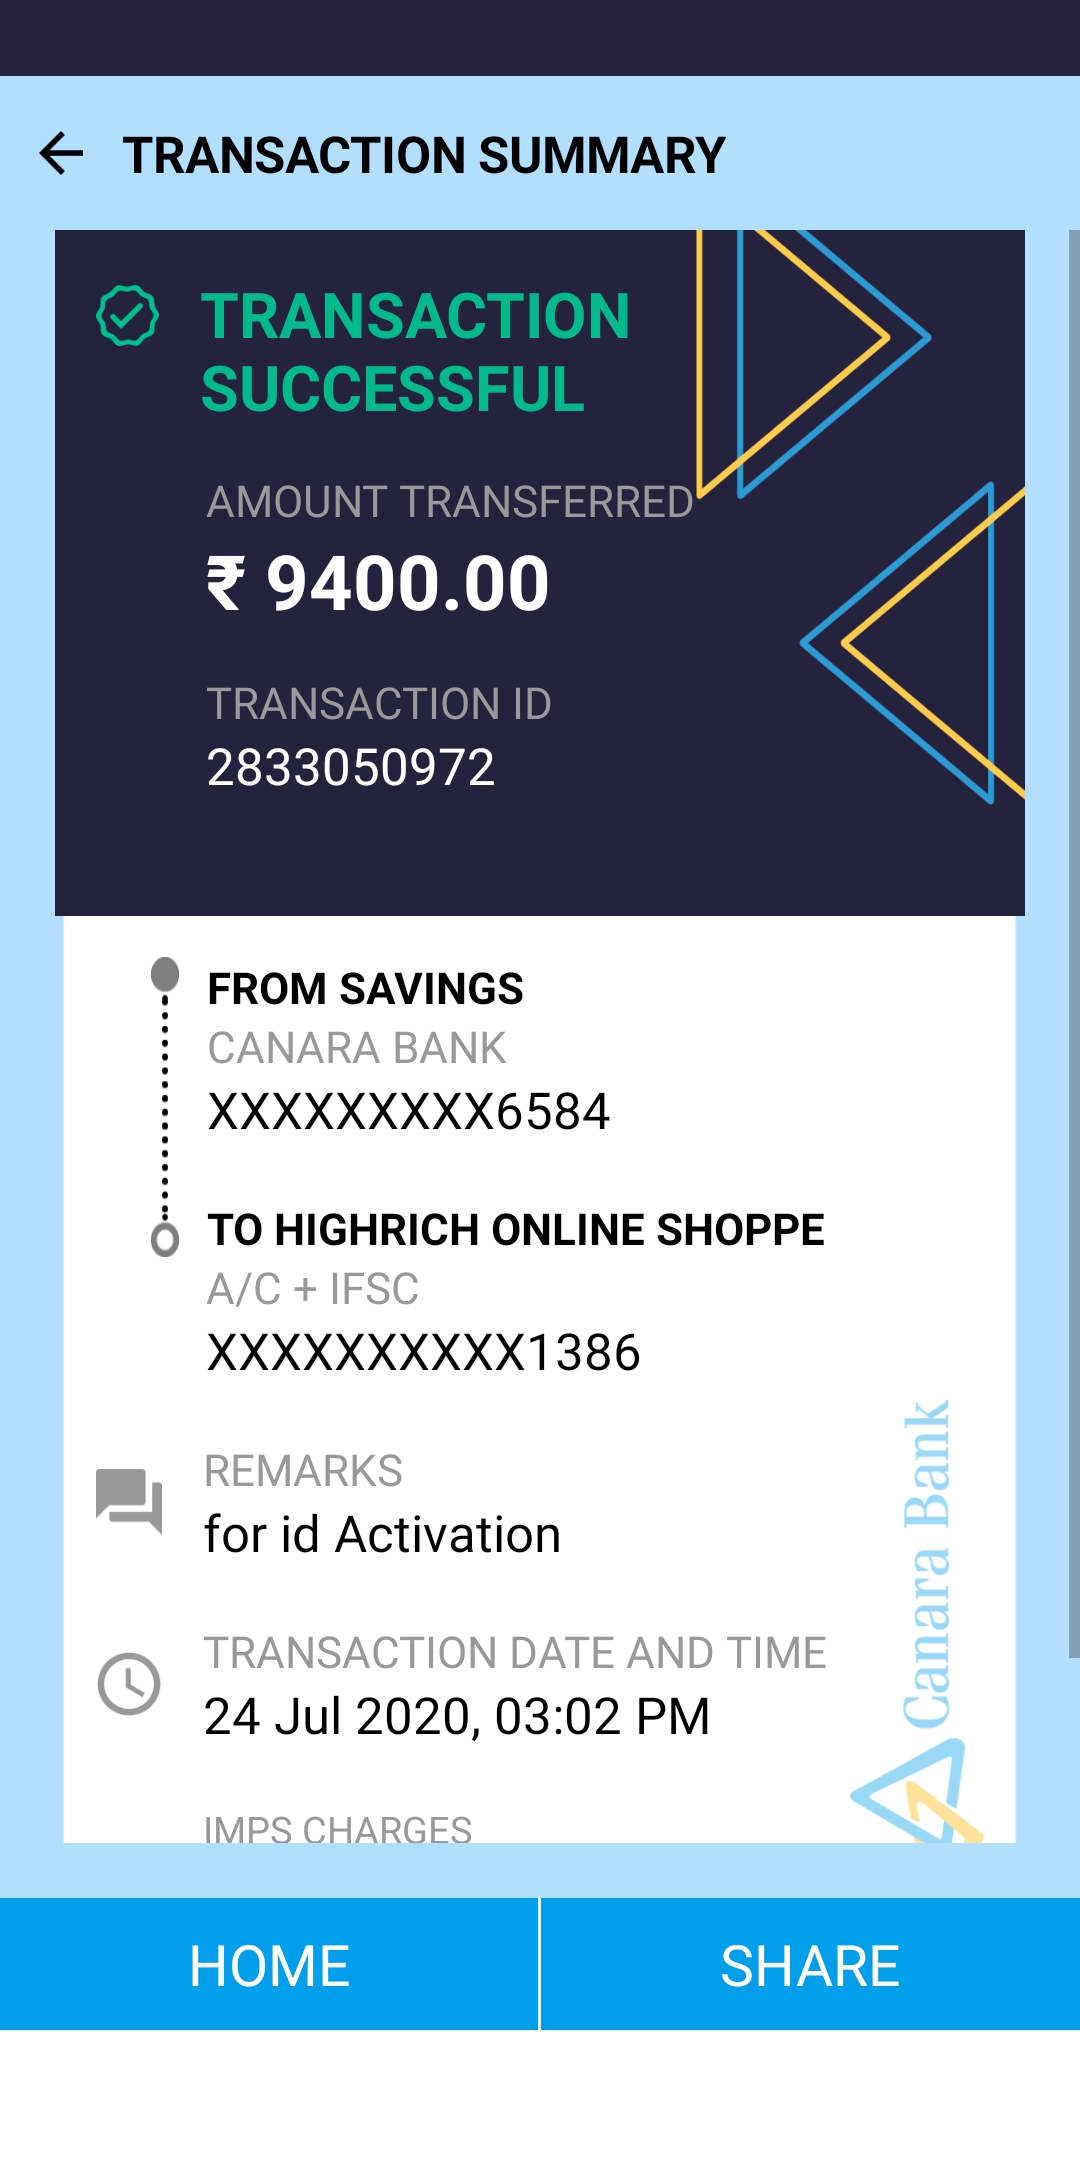 TRANSACTION SUMMARY
TRANSACTION
SUCCESSFUL
AMOUNT TRANSFERRED
₹ 9400.00
TRANSACTION ID
2833050972
FROM SAVINGS
CANARA BANK
XXXXXXXXX6584
TO HIGHRICH ONLINE SHOPPE
A/C + IFSC
XXXXXXXXXX1386
REMARKS
for id Activation
TRANSACTION DATE AND TIME
24 Jul 2020, 03:02 PM
IMPS CHARGES
Canara Bank
HOME
SHARE